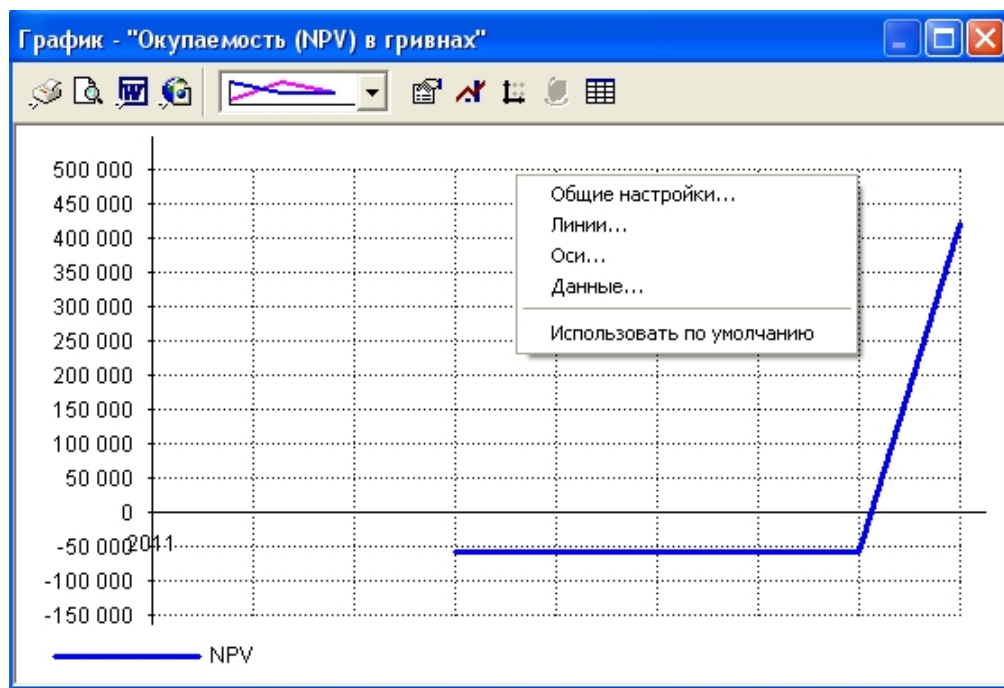 График - "Окупаемость (NPV) в гривнах"
500 000
450 000
400 000
350 000
300 000
250 000
200 000
150 000
100 000
50 000
0
-50 000
-100 000
-150 000
2011
Общие настройки...
Линии...
Оси...
Данные...
Использовать по умолчанию
NPV